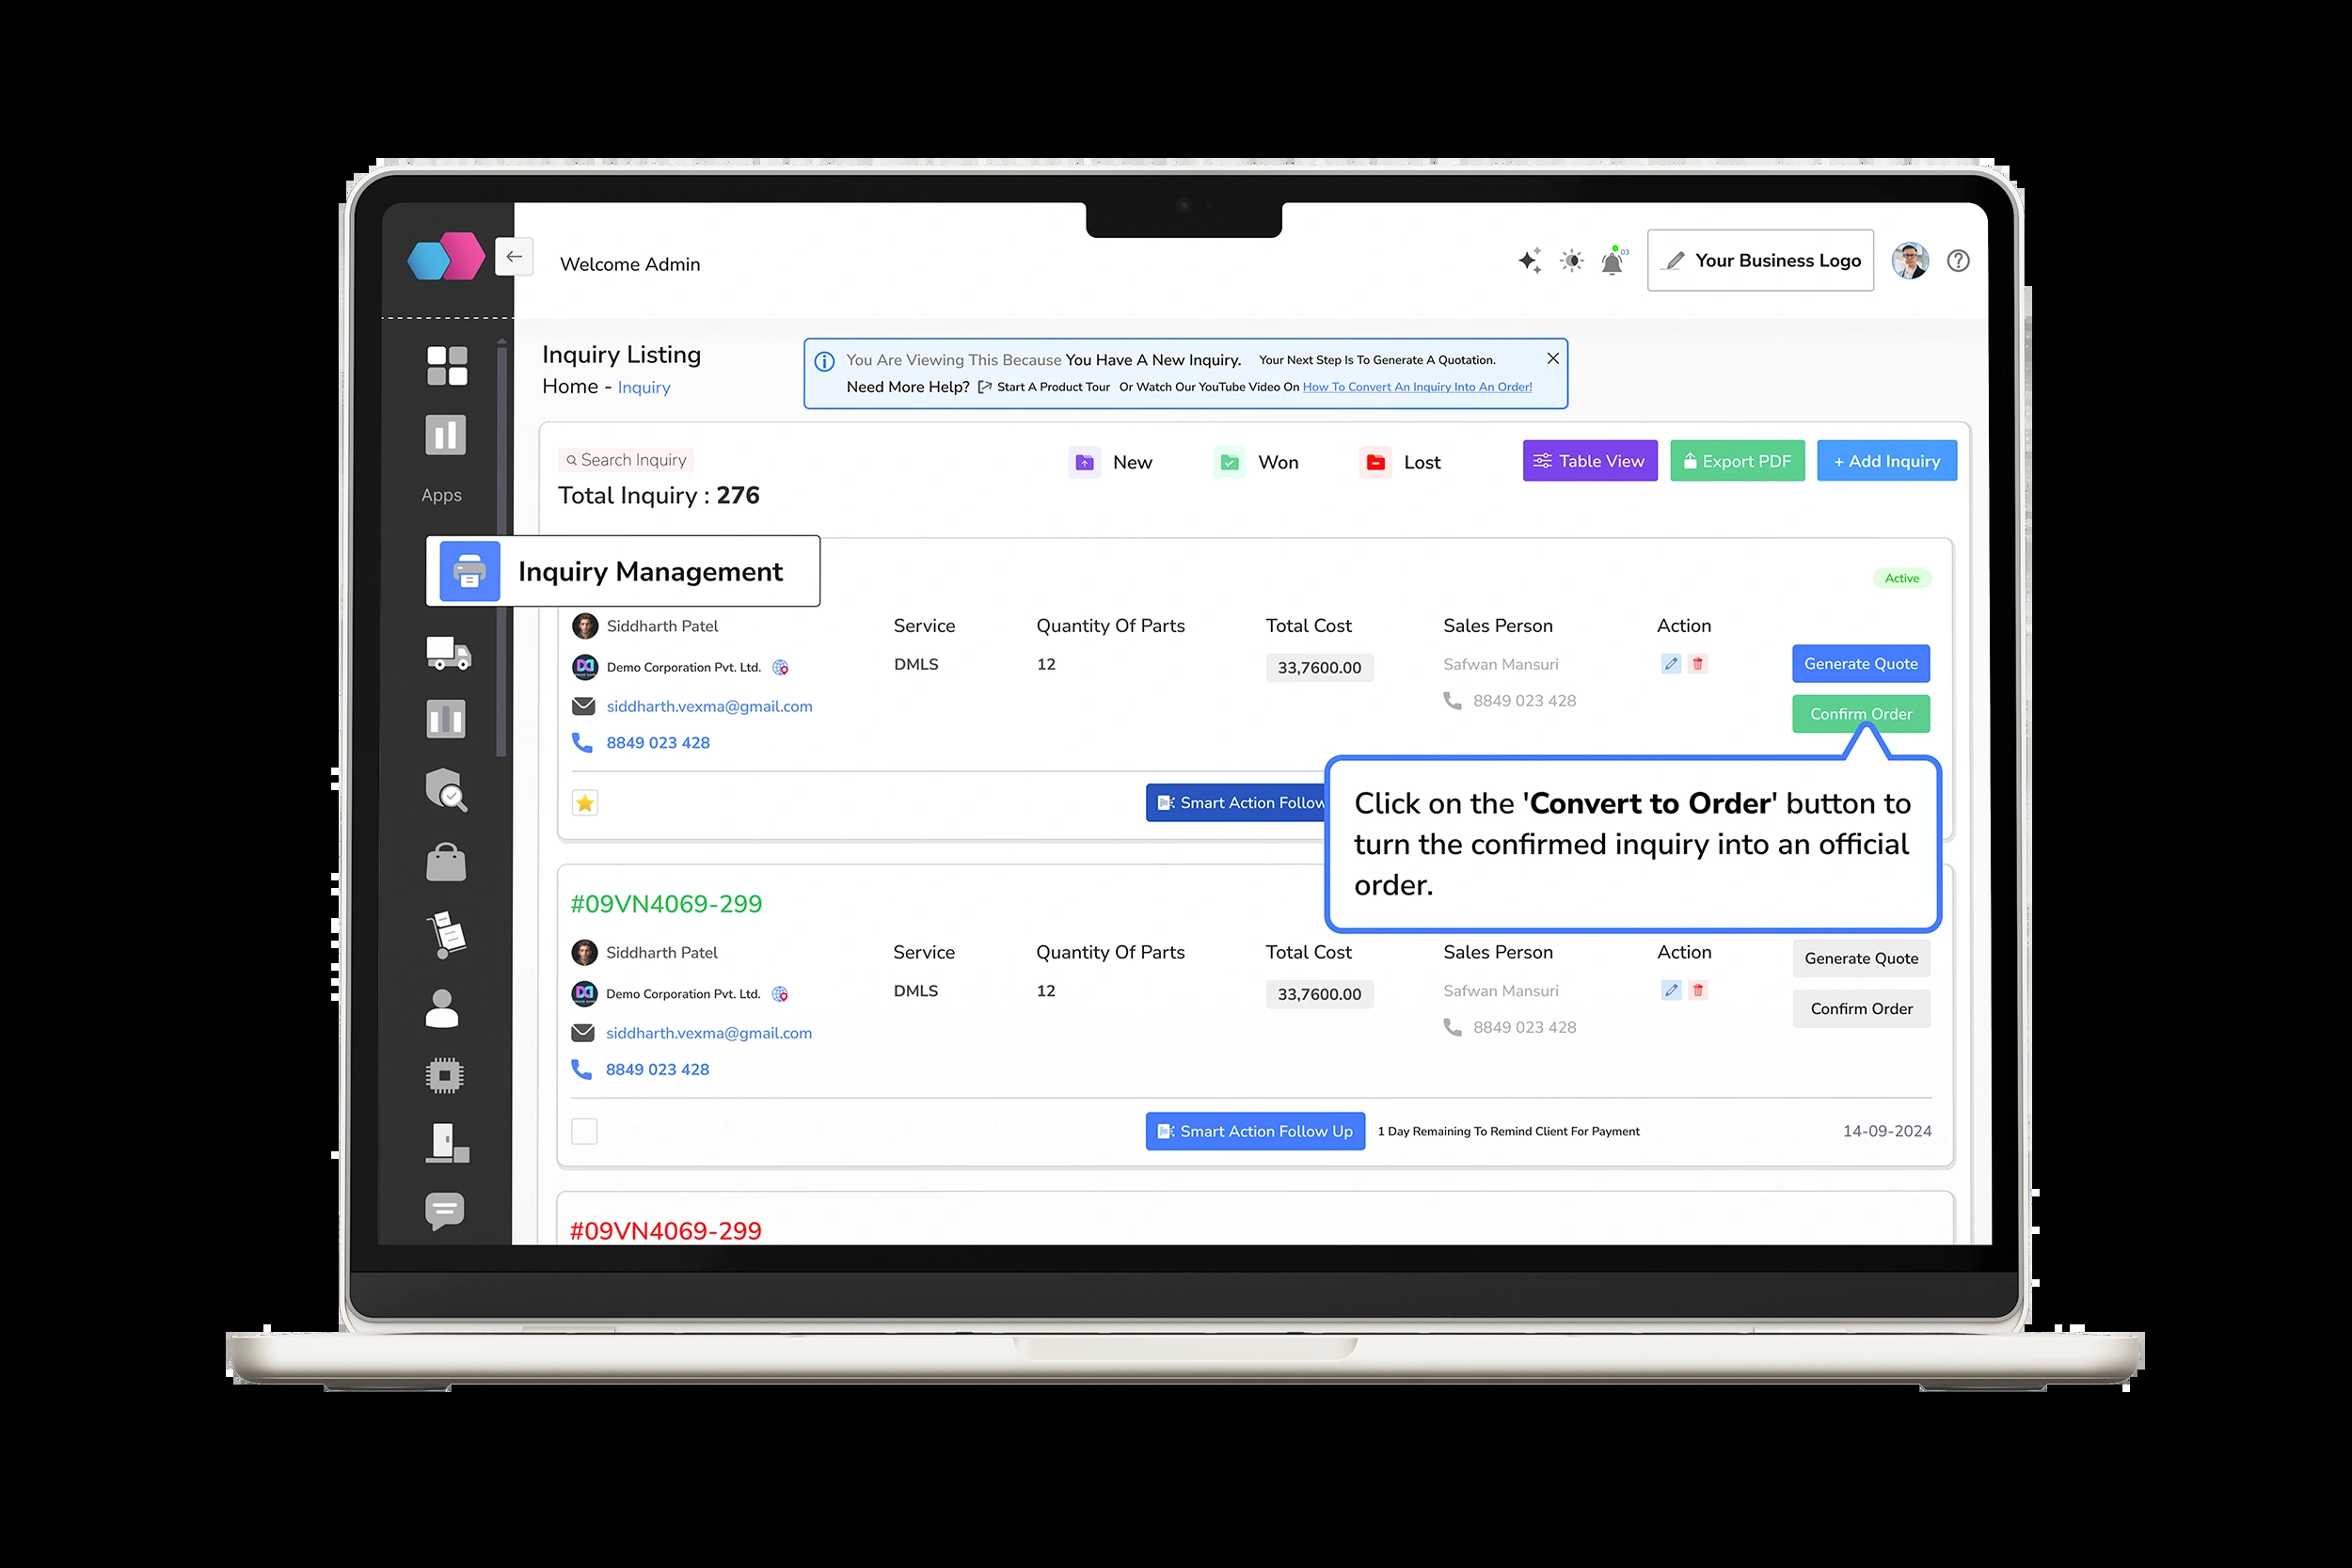 Welcome Admin
03
Your Business Logo
Inquiry Listing
Home - Inquiry
You Are Viewing This Because You Have A New Inquiry. Your Next Step Is To Generate A Quotation.
Need More Help? Start A Product Tour Or Watch Our YouTube Video On How To Convert An Inquiry Into An Order!
Apps
Search Inquiry
Total Inquiry : 276
New
Won
Lost
Table View
Export PDF
+ Add Inquiry
Inquiry Management
Active
Siddharth Patel
Demo Corporation Pvt. Ltd.
siddharth.vexma@gmail.com
8849 023 428
Service
DMLS
Quantity Of Parts
12
Total Cost
33,7600.00
Sales Person
Safwan Mansuri
8849 023 428
Action
Generate Quote
Confirm Order
Smart Action Follow
Click on the 'Convert to Order' button to
turn the confirmed inquiry into an official
order.
#09VN4069-299
Siddharth Patel
Demo Corporation Pvt. Ltd.
siddharth.vexma@gmail.com
8849 023 428
Service
DMLS
Quantity Of Parts
12
Total Cost
33,7600.00
Sales Person
Safwan Mansuri
8849 023 428
Action
Generate Quote
Confirm Order
Smart Action Follow Up
1 Day Remaining To Remind Client For Payment
14-09-2024
#09VN4069-299